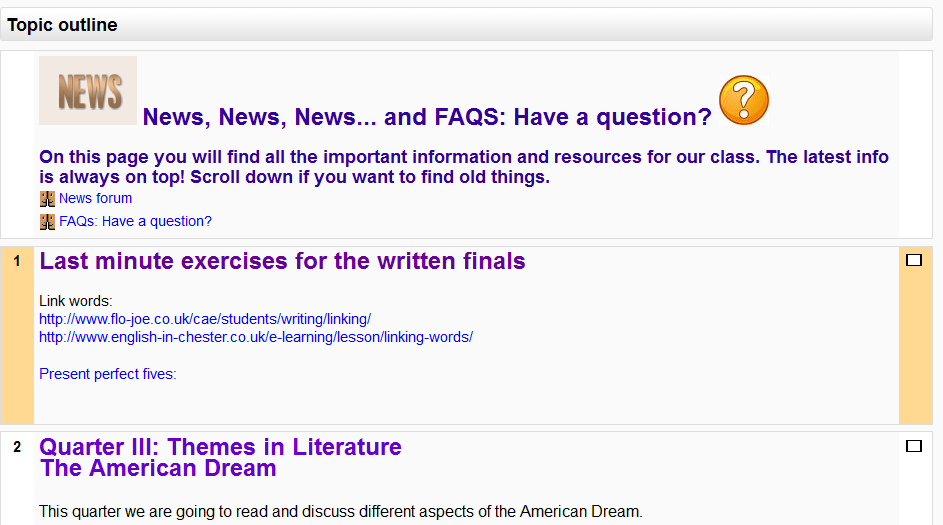 Topic outline
NEWS
News, News, News... and FAQS: Have a question?
?
On this page you will find all the important information and resources for our class. The latest info
is always on top! Scroll down if you want to find old things.
News forum
FAQs: Have a question?
1
Last minute exercises for the written finals
Link words:
http://www.flo-joe.co.uk/cae/students/writing/linking/
http://www.english-in-chester.co.uk/e-learning/lesson/linking-words/
Present perfect fives:
2
Quarter III: Themes in Literature
The American Dream
This quarter we are going to read and discuss different aspects of the American Dream.